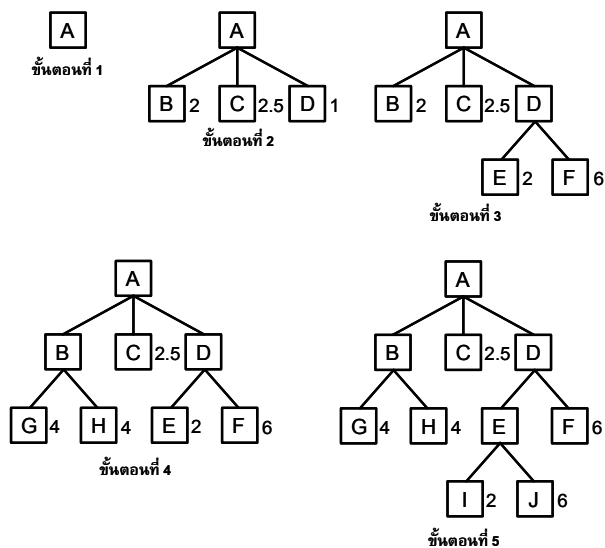 A
ขั้นตอนที่ 1
A
B 2 C 2.5 D 1
ขั้นตอนที่ 2
A
B 2 C 2.5 D
E 2 F 6
ขั้นตอนที่ 3
A
B C 2.5 D
G 4 H 4 E 2 F 6
ขั้นตอนที่ 4
A
B C 2.5 D
G 4 H 4 E F 6
I 2 J 6
ขั้นตอนที่ 5